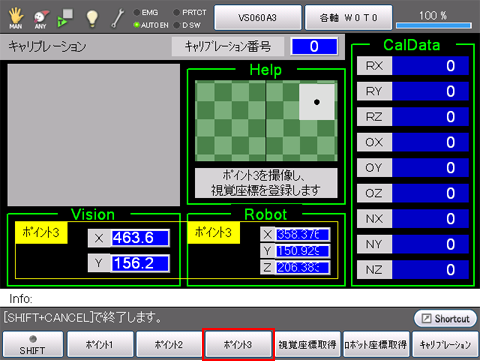 MAN
ANY
EMG
AUTO EN
PRTCT
D SW
VS060A3
各軸 W 0 T 0
100 %
キャリブレーション
キャリブレーション番号
0
CalData
Help
RX 0
RY 0
RZ 0
OX 0
OY 0
OZ 0
NX 0
NY 0
NZ 0
ポイント3を撮像し、
視覚座標を登録します
Vision
ポイント3
X 463.6
Y 156.2
Robot
ポイント3
X 358.376
Y 150.929
Z
Info:
[SHIFT+CANCEL]で終了します。
Shortcut
SHIFT
ポイント1
ポイント2
ポイント3
視覚座標取得
ロボット座標取得
キャリブレーション